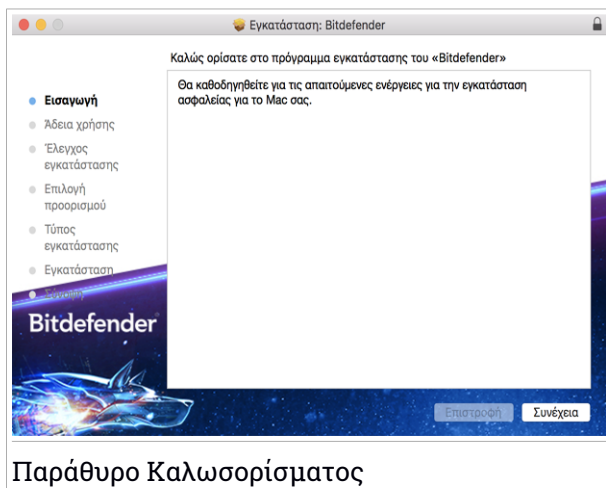 Εγκατάσταση: Bitdefender
Καλώς ορίσατε στο πρόγραμμα εγκατάστασης του «Bitdefender»
Θα καθοδηγηθείτε για τις απαιτούμενες ενέργειες για την εγκατάσταση
ασφαλείας για το Mac σας.
Εισαγωγή
Άδεια χρήσης
Έλεγχος
εγκατάστασης
Επιλογή
προορισμού
Τύπος
εγκατάστασης
Εγκατάσταση
Σύνοψη
Bitdefender
Επιστροφή
Συνέχεια
Παράθυρο Καλωσορίσματος